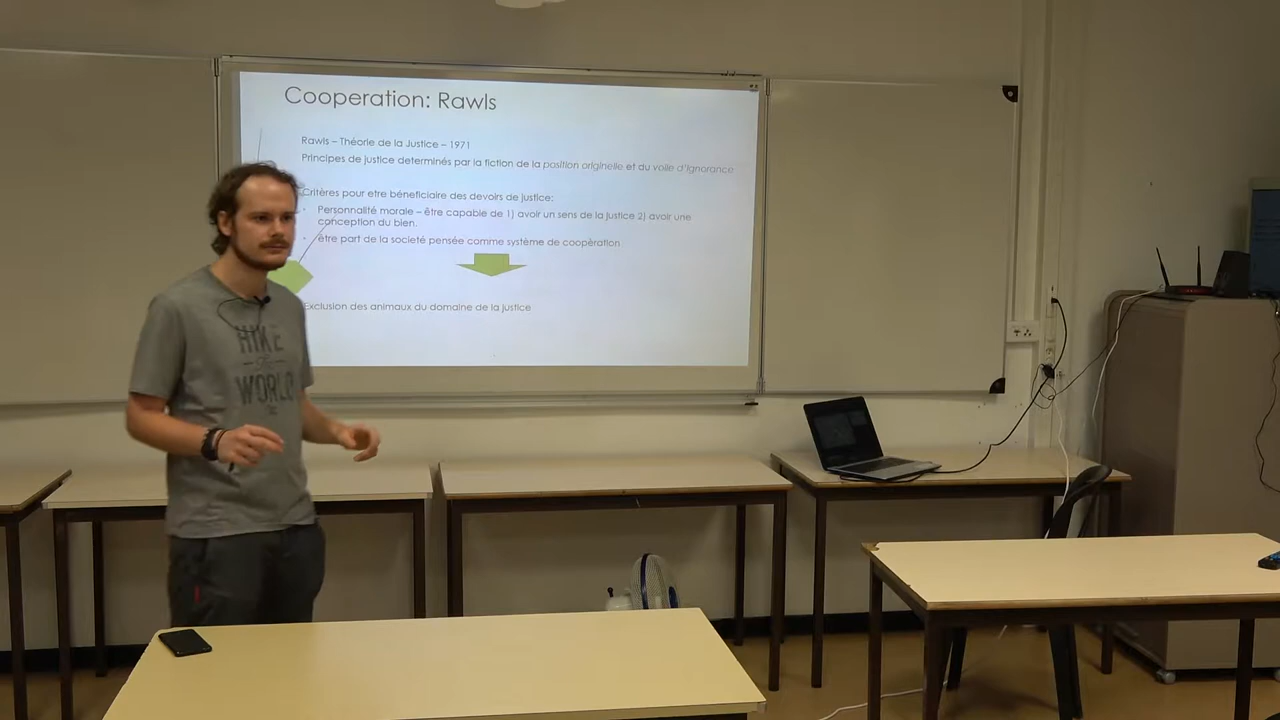 Cooperation: Rawls
Rawls – Théorie de la Justice – 1971
Principes de justice determinés par la fiction de la position originelle et du voile d'ignorance
Critères pour etre béneficiaire des devoirs de justice:
Personnalité morale – être capable de 1) avoir un sens de la justice 2) avoir une
conception du bien.
être part de la societé pensée comme système de coopèration
Exclusion des animaux du domaine de la justice
HIKE
The
WORLD